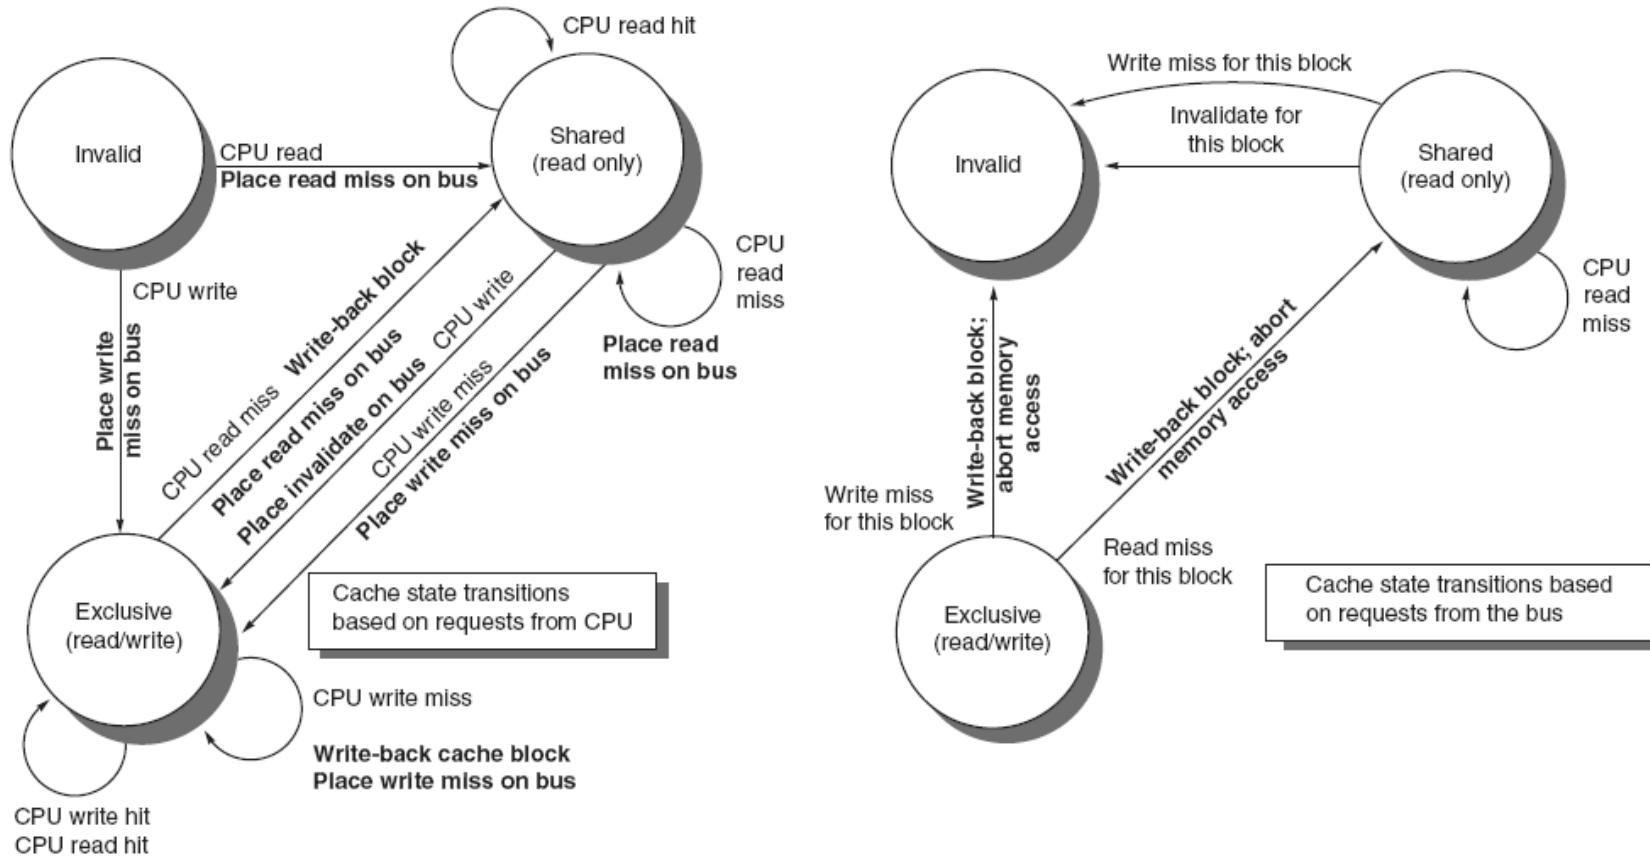 CPU read hit
Invalid
Shared
(read only)
CPU read
Place read miss on bus
CPU
read
miss
Place read
miss on bus
CPU write
Place write
miss on bus
CPU read miss Write-back block
Place read miss on bus
Place invalidate on bus CPU write
CPU write miss
Place write miss on bus
Exclusive
(read/write)
Cache state transitions
based on requests from CPU
CPU write miss
Write-back cache block
Place write miss on bus
CPU write hit
CPU read hit
Write miss for this block
Invalidate for
this block
Invalid
Shared
(read only)
CPU
read
miss
Write-back block;
abort memory
access
Write-back block; abort
memory access
Write miss
for this block
Read miss
for this block
Exclusive
(read/write)
Cache state transitions based
on requests from the bus